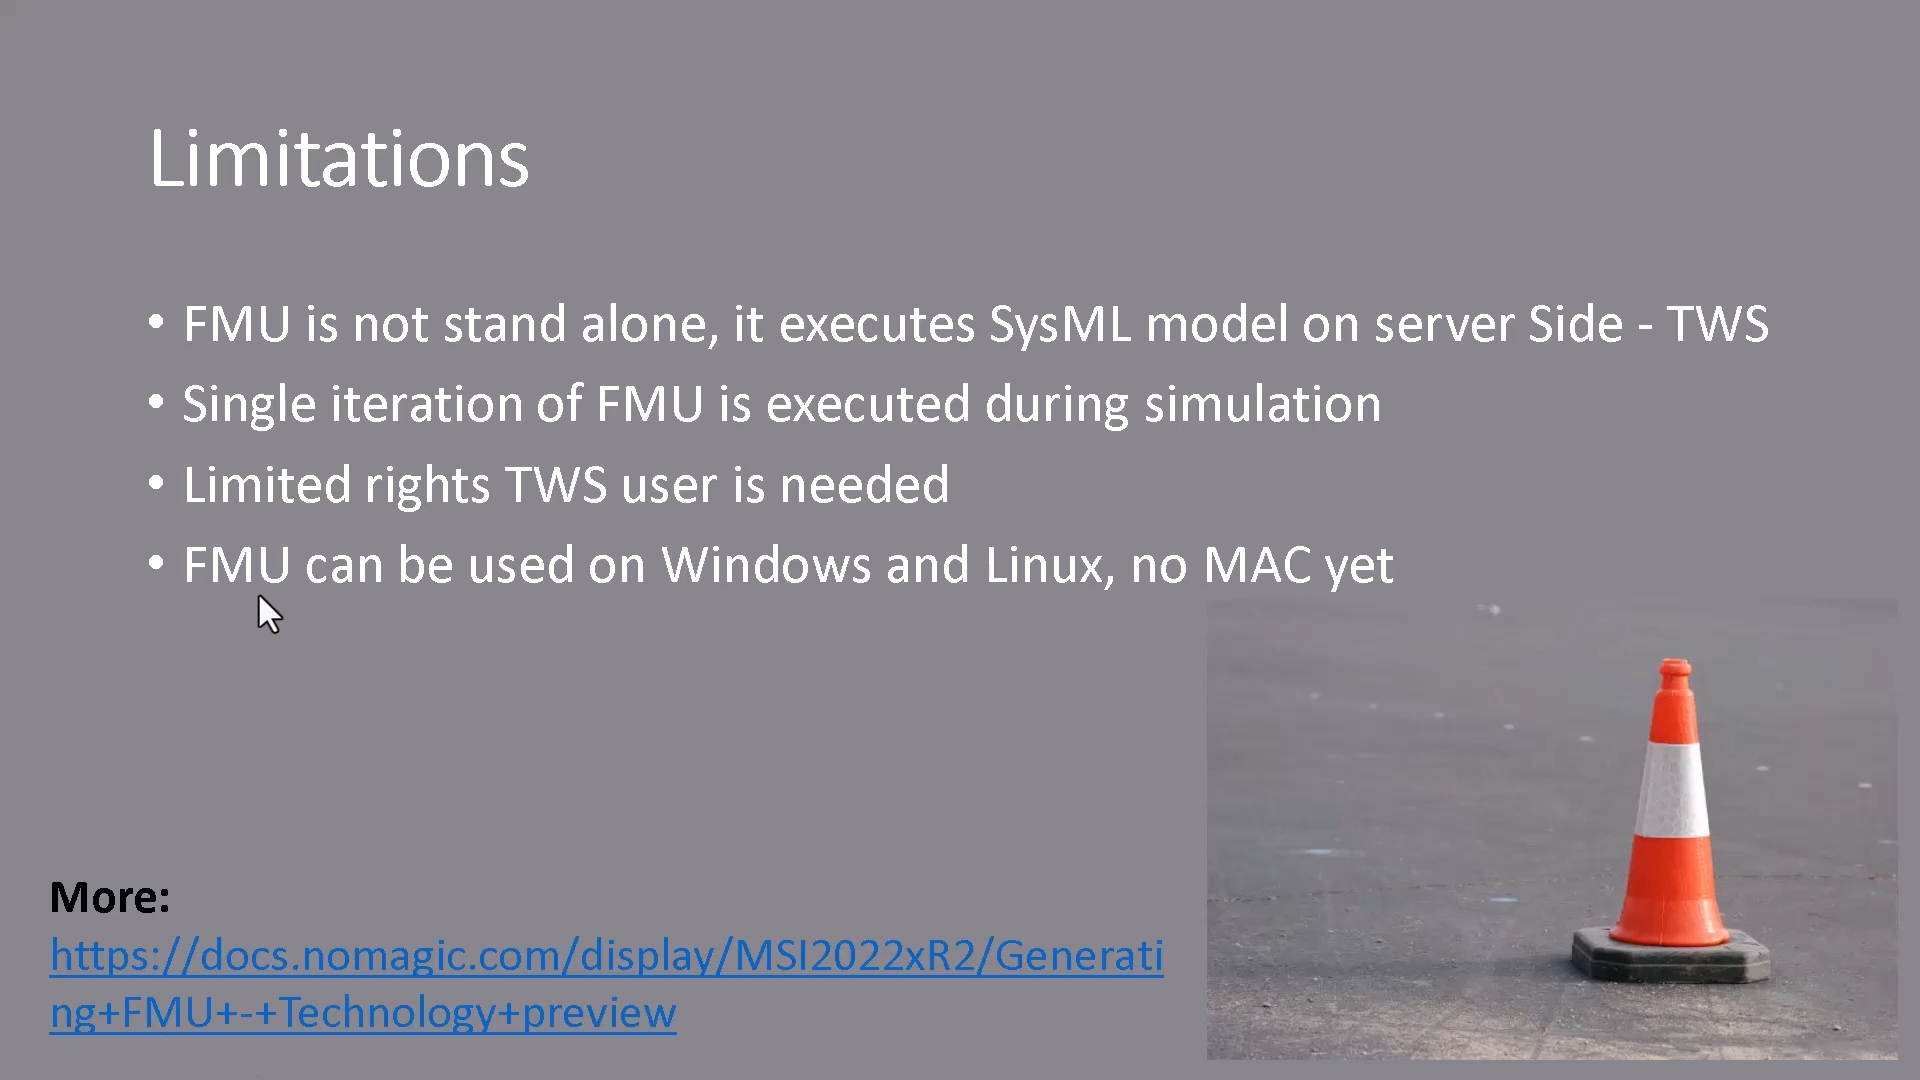 Limitations
• FMU is not stand alone, it executes SysML model on server Side - TWS
• Single iteration of FMU is executed during simulation
• Limited rights TWS user is needed
• FMU can be used on Windows and Linux, no MAC yet
More:
https://docs.nomagic.com/display/MSI2022xR2/Generati
ng+FMU+-+Technology+preview